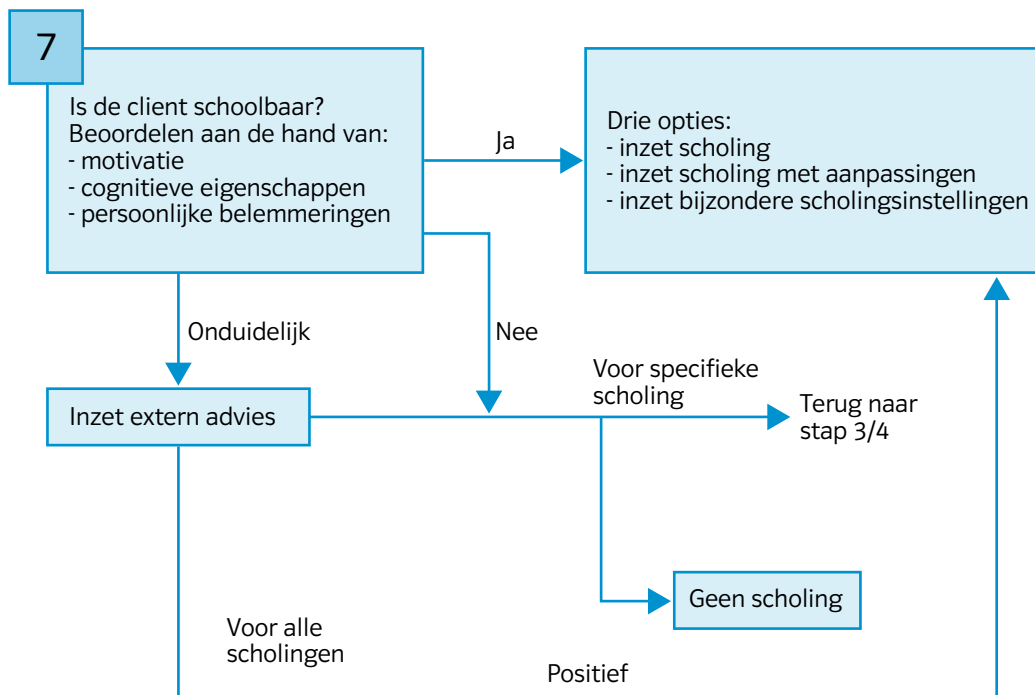 7
Is de client schoolbaar?
Beoordelen aan de hand van:
- motivatie
- cognitieve eigenschappen
- persoonlijke belemmeringen
Ja
Drie opties:
- inzet scholing
- inzet scholing met aanpassingen
- inzet bijzondere scholingsinstellingen
Onduidelijk
Nee
Inzet extern advies
Voor specifieke
scholing
Terug naar
stap 3/4
Geen scholing
Voor alle
scholingen
Positief